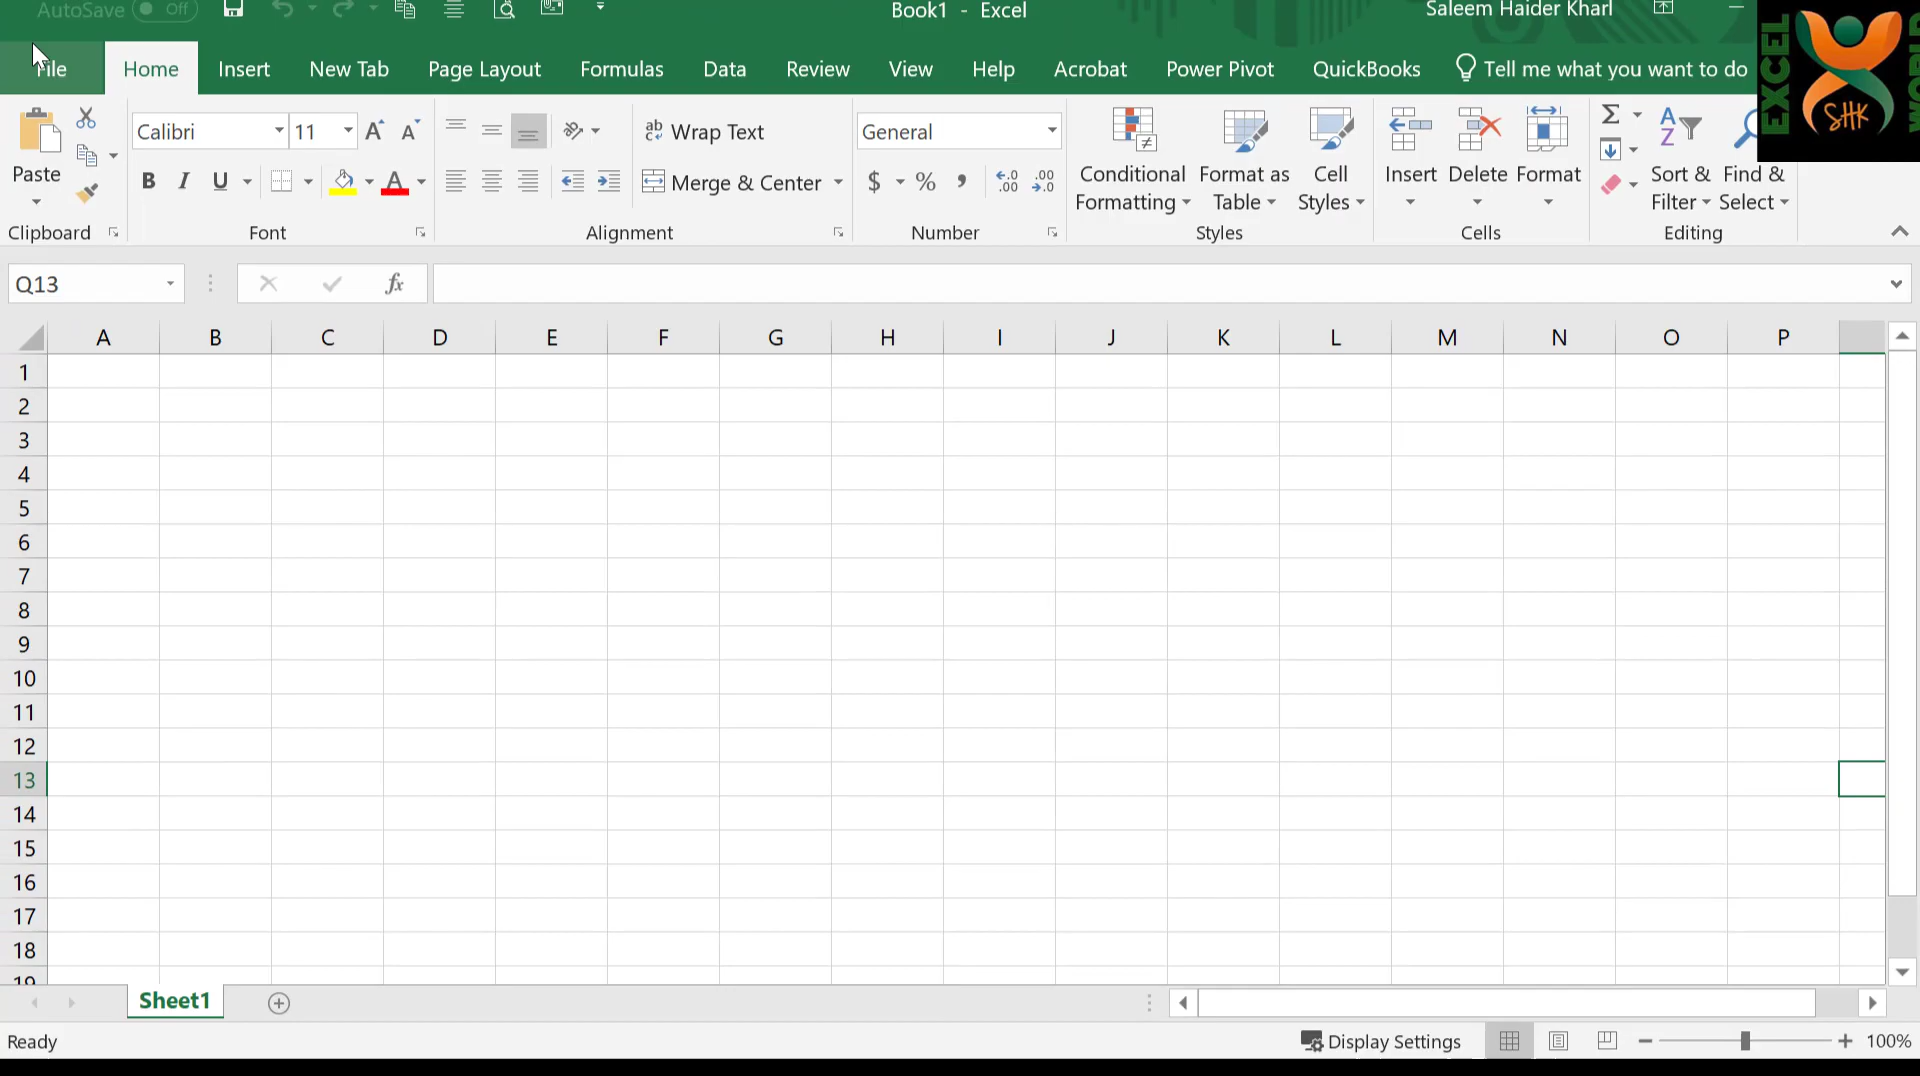 AutoSave Off
Book1 - Excel
Saleem Haider Kharl
File Home Insert New Tab Page Layout Formulas Data Review View Help Acrobat Power Pivot QuickBooks Tell me what you want to do
EXCEL WORLD
SHK
Calibri 11
ab Wrap Text
General
Paste
B I U A
Merge & Center
$ % ,
Conditional Formatting
Format as Table
Cell Styles
Insert Delete Format
Sort & Filter
Find & Select
Clipboard Font Alignment Number Styles Cells Editing
Q13 fx
A B C D E F G H I J K L M N O P
1
2
3
4
5
6
7
8
9
10
11
12
13
14
15
16
17
18
19
Sheet1
Ready Display Settings 100%